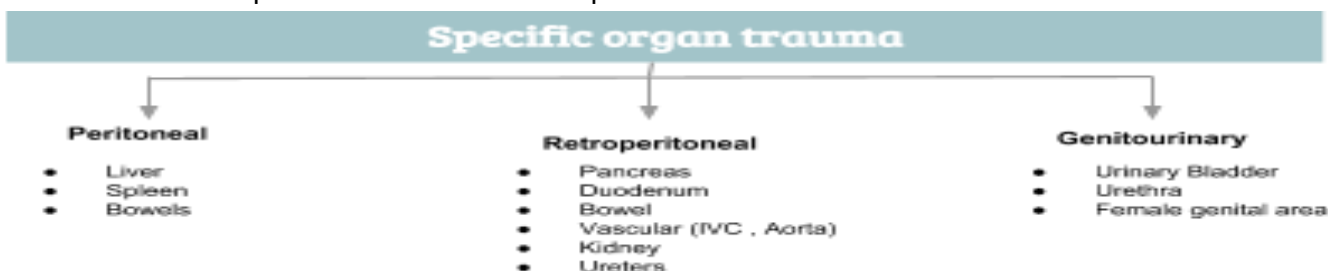 Specific organ trauma
Peritoneal
• Liver
• Spleen
• Bowels
Retroperitoneal
• Pancreas
• Duodenum
• Bowel
• Vascular (IVC , Aorta)
• Kidney
• Ureters
Genitourinary
• Urinary Bladder
• Urethra
• Female genital area